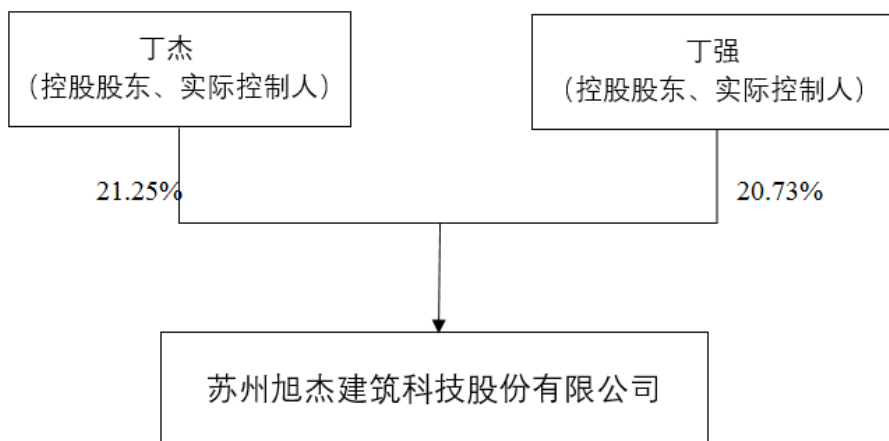 丁杰
（控股股东、实际控制人）
丁强
（控股股东、实际控制人）
21.25%
20.73%
苏州旭杰建筑科技股份有限公司